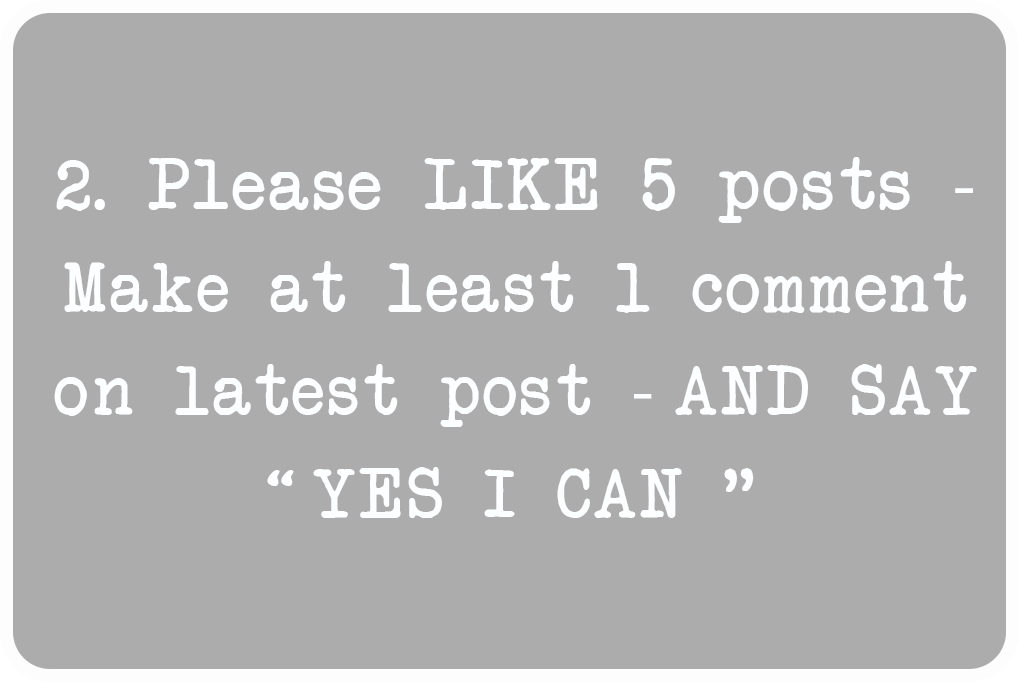 2. Please LIKE 5 posts -
Make at least 1 comment
on latest post - AND SAY
“ YES I CAN ”